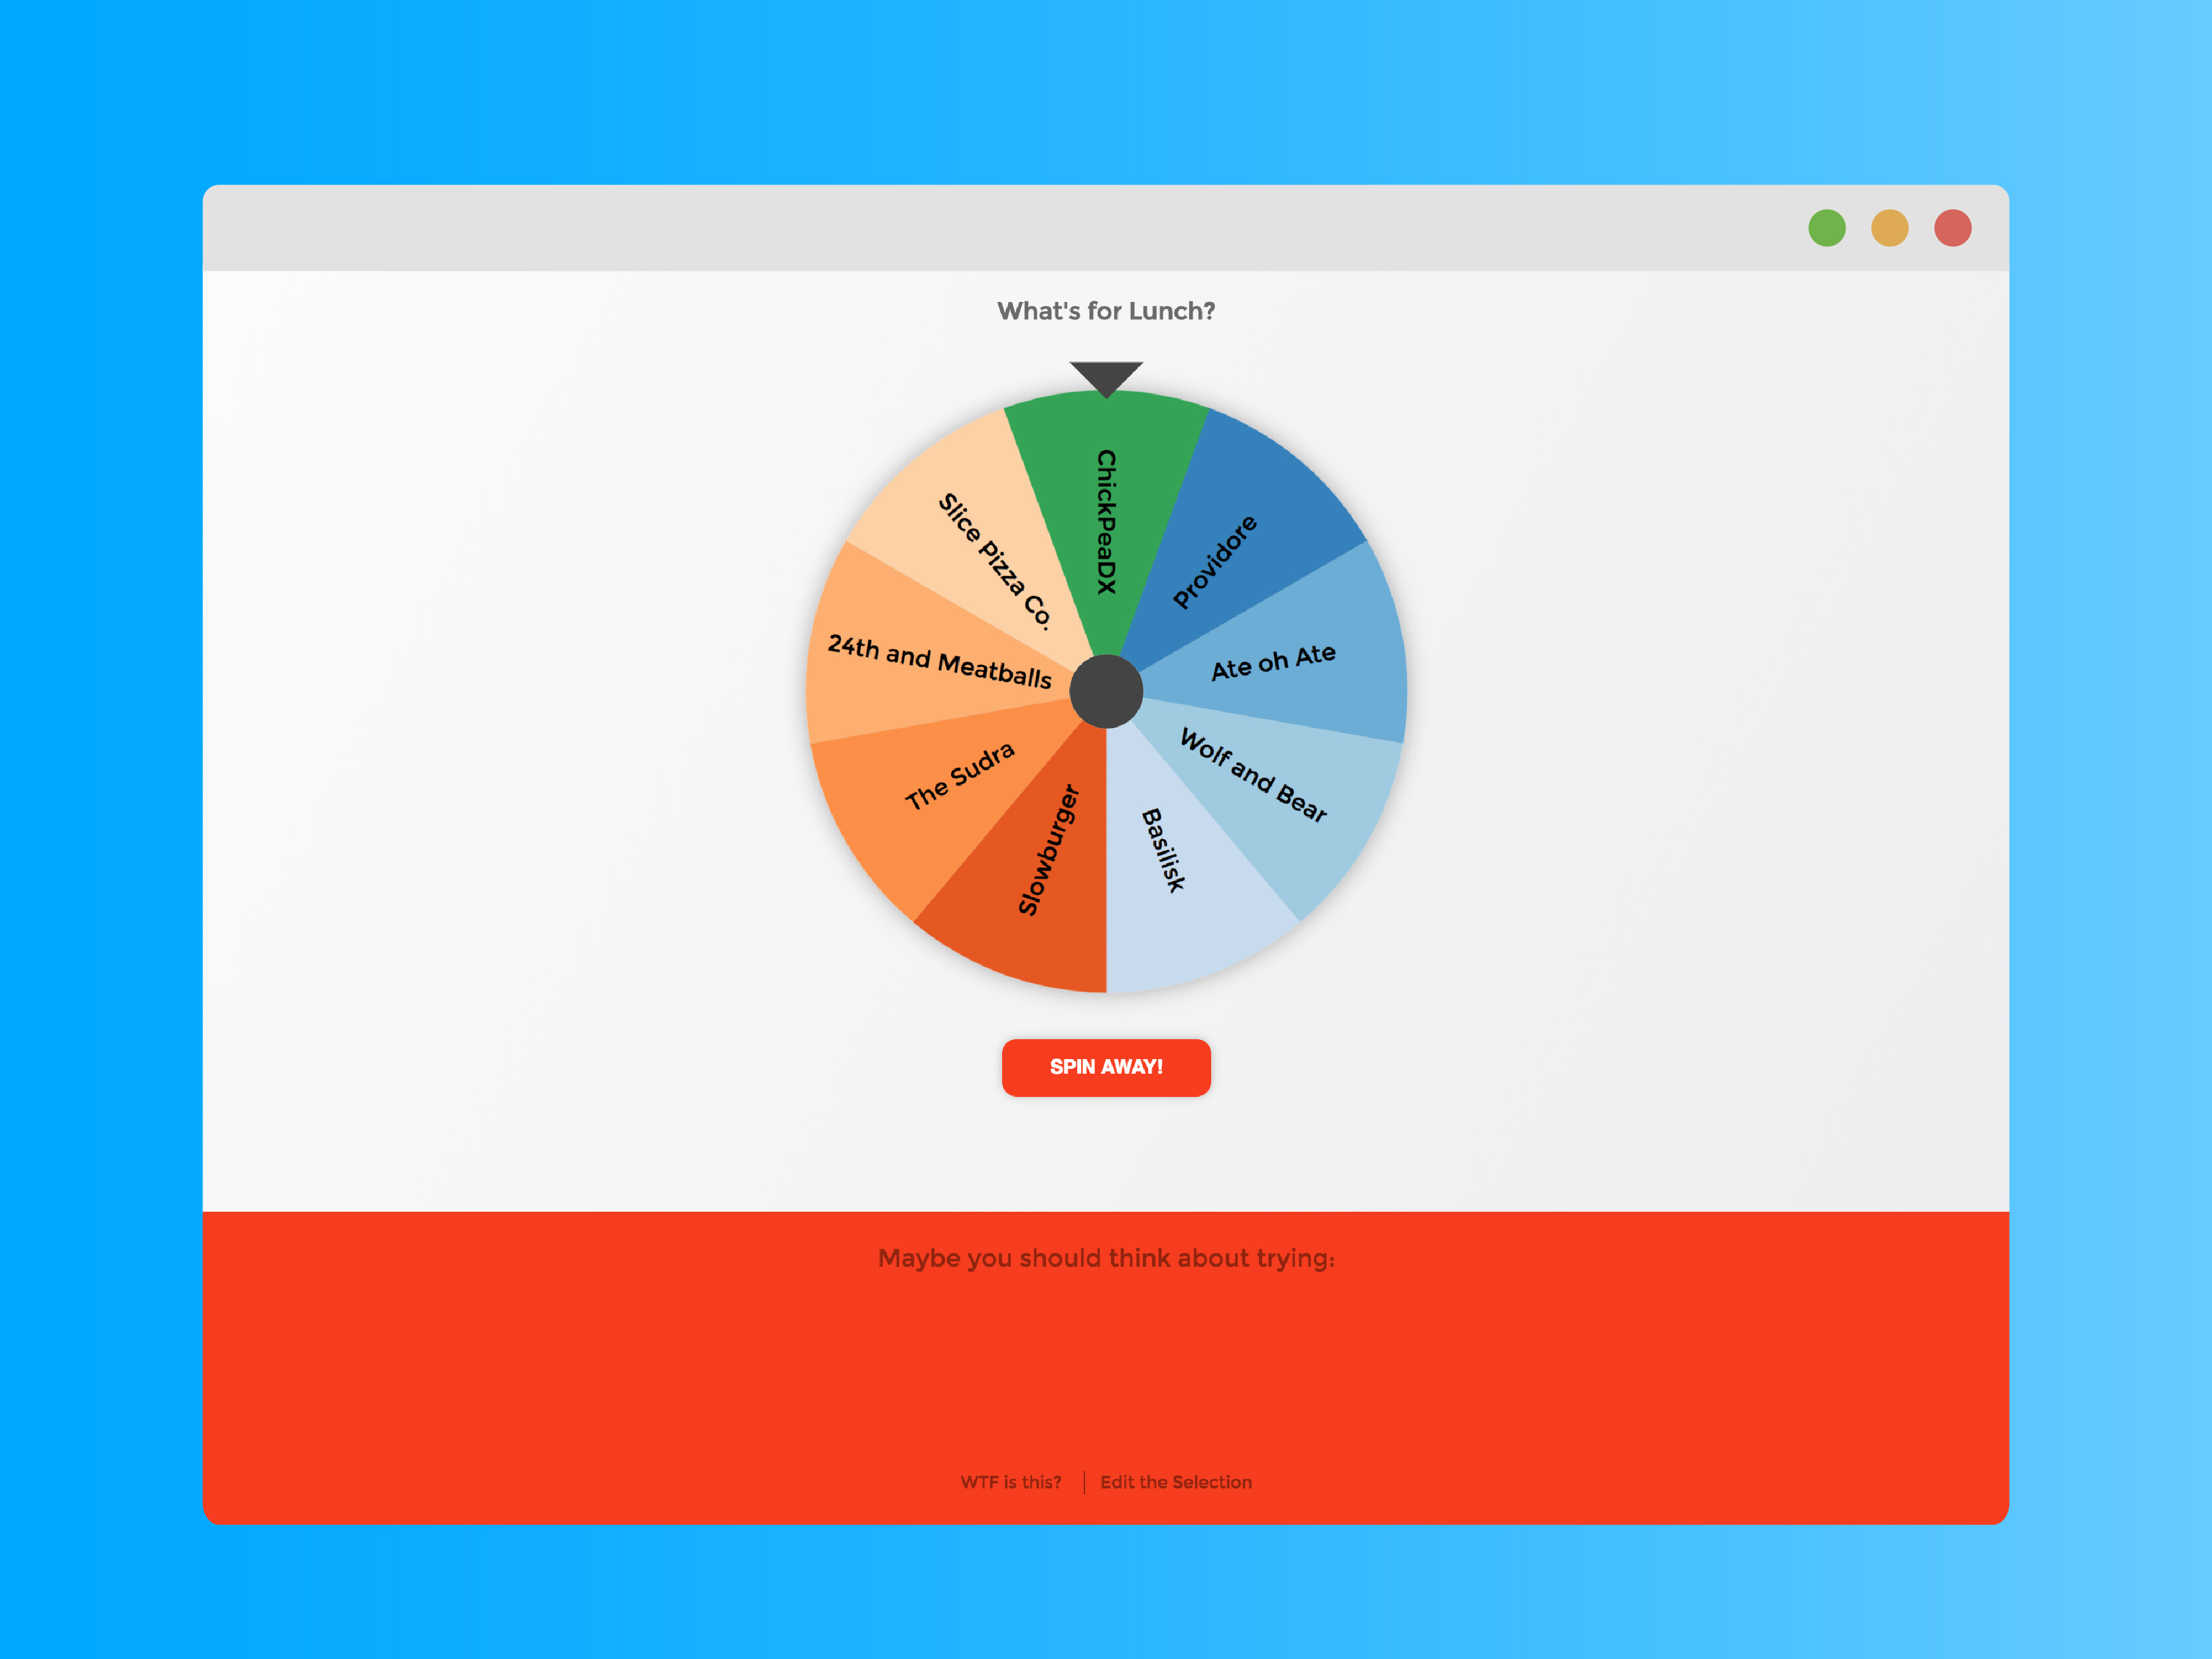 What's for Lunch?
ChickPeaDX
Providore
Ate oh Ate
Wolf and Bear
Basilisk
Slowburger
The Sudra
24th and Meatballs
Slice Pizza Co.
SPIN AWAY!
Maybe you should think about trying:
WTF is this? | Edit the Selection